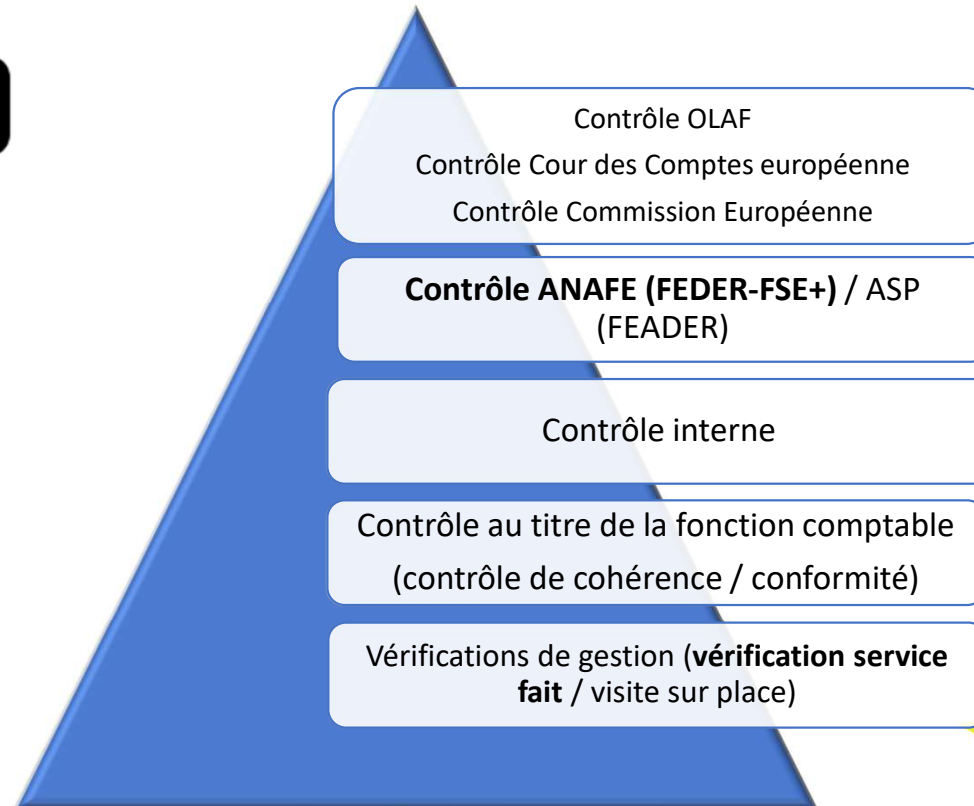 Contrôle OLAF
Contrôle Cour des Comptes européenne
Contrôle Commission Européenne
Contrôle ANAFE (FEDER-FSE+) / ASP
(FEADER)
Contrôle interne
Contrôle au titre de la fonction comptable
(contrôle de cohérence / conformité)
Vérifications de gestion (vérification service
fait / visite sur place)